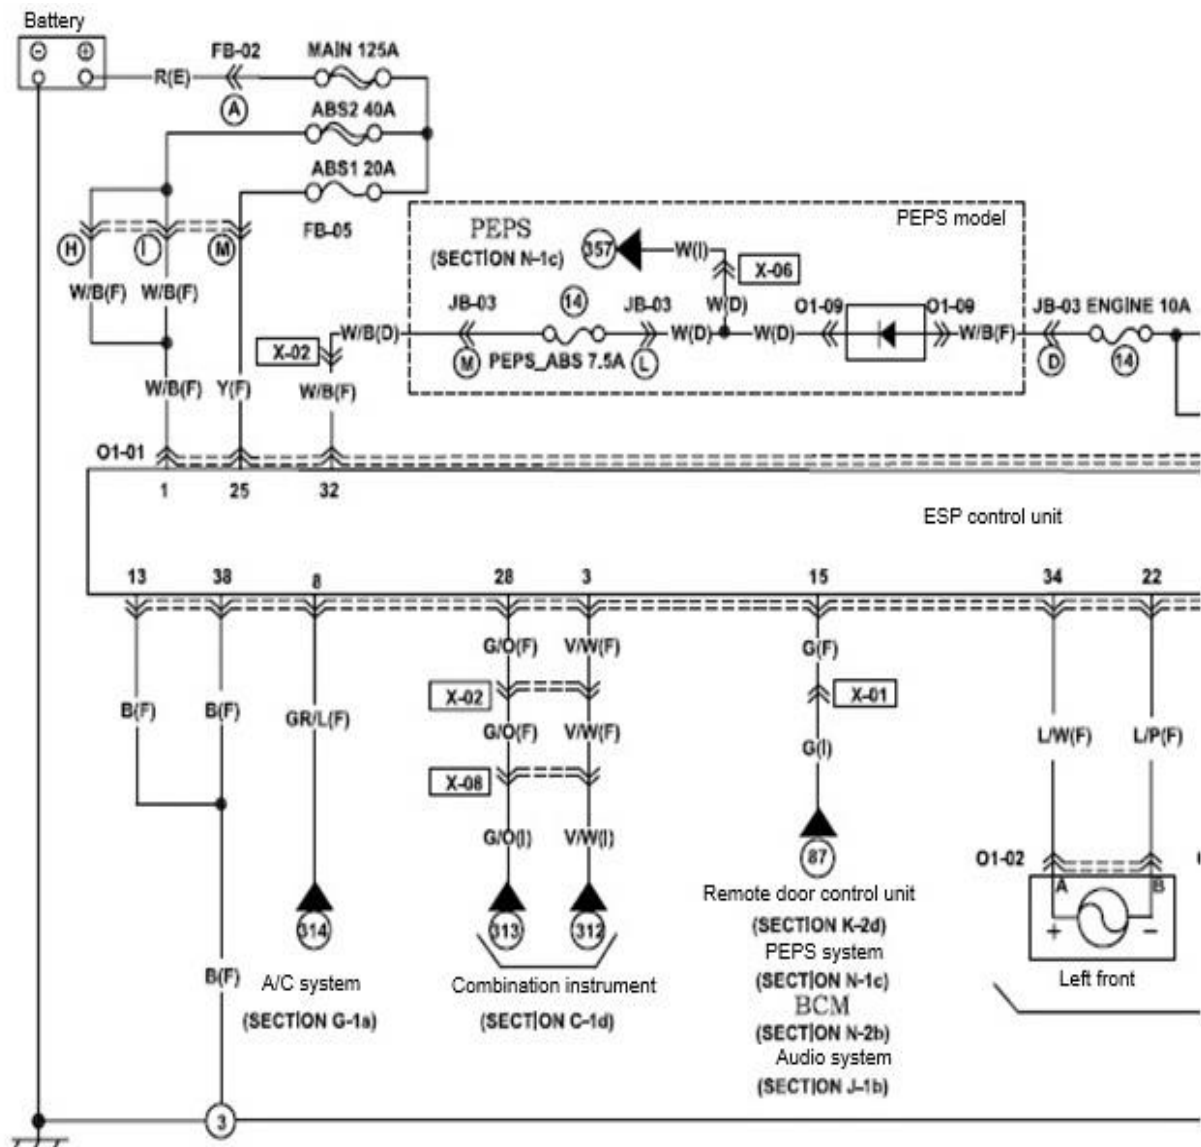 Battery
FB-02
MAIN 125A
R(E)
A
ABS2 40A
ABS1 20A
FB-05
PEPS model
PEPS
(SECTION N-1c)
357
W(I)
X-06
H
I
M
W/B(F)
W/B(F)
JB-03
14
JB-03
W(D)
O1-09
O1-09
JB-03 ENGINE 10A
W/B(D)
W(D)
W(D)
W/B(F)
X-02
M
PEPS_ABS 7.5A
L
D
14
W/B(F)
Y(F)
W/B(F)
O1-01
1
25
32
ESP control unit
13
38
8
28
3
15
34
22
G/O(F)
V/W(F)
G(F)
X-02
X-01
B(F)
B(F)
GR/L(F)
G/O(F)
V/W(F)
G(I)
L/W(F)
L/P(F)
X-08
G/O(I)
V/W(I)
87
O1-02
A
B
+
−
Remote door control unit
(SECTION K-2d)
PEPS system
(SECTION N-1c)
BCM
(SECTION N-2b)
Audio system
(SECTION J-1b)
314
313
312
B(F)
A/C system
(SECTION G-1a)
Combination instrument
(SECTION C-1d)
Left front
3